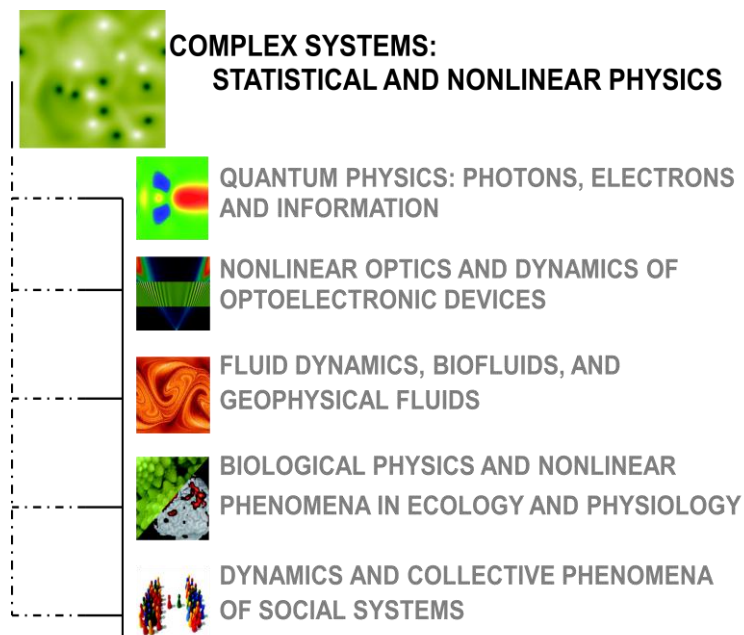 COMPLEX SYSTEMS:
STATISTICAL AND NONLINEAR PHYSICS
QUANTUM PHYSICS: PHOTONS, ELECTRONS
AND INFORMATION
NONLINEAR OPTICS AND DYNAMICS OF
OPTOELECTRONIC DEVICES
FLUID DYNAMICS, BIOFLUIDS, AND
GEOPHYSICAL FLUIDS
BIOLOGICAL PHYSICS AND NONLINEAR
PHENOMENA IN ECOLOGY AND PHYSIOLOGY
DYNAMICS AND COLLECTIVE PHENOMENA
OF SOCIAL SYSTEMS